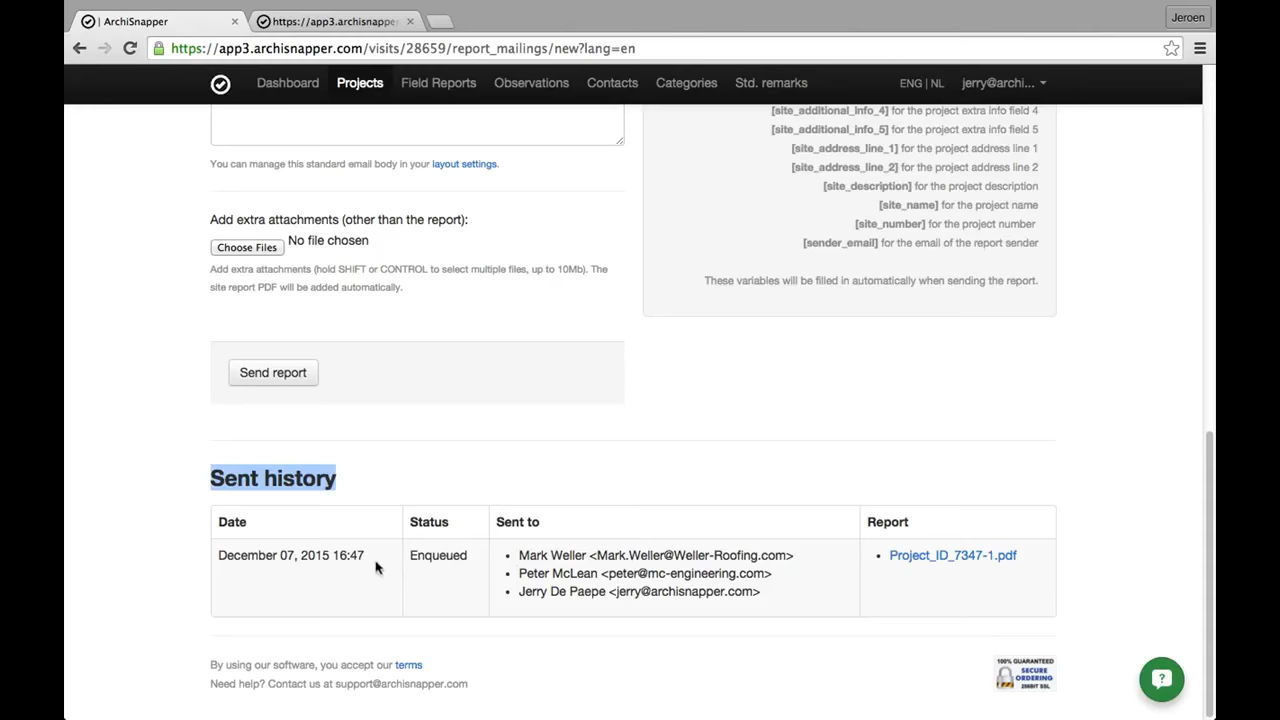 | ArchiSnapper
https://app3.archisnapper
Jeroen
https://app3.archisnapper.com/visits/28659/report_mailings/new?lang=en
Dashboard Projects Field Reports Observations Contacts Categories Std. remarks ENG | NL jerry@archi...
[site_additional_info_4] for the project extra info field 4
[site_additional_info_5] for the project extra info field 5
[site_address_line_1] for the project address line 1
[site_address_line_2] for the project address line 2
[site_description] for the project description
[site_name] for the project name
[site_number] for the project number
[sender_email] for the email of the report sender
These variables will be filled in automatically when sending the report.
You can manage this standard email body in your layout settings.
Add extra attachments (other than the report):
Choose Files No file chosen
Add extra attachments (hold SHIFT or CONTROL to select multiple files, up to 10Mb). The
site report PDF will be added automatically.
Send report
Sent history
Date Status Sent to Report
December 07, 2015 16:47 Enqueued • Mark Weller <Mark.Weller@Weller-Roofing.com> • Project_ID_7347-1.pdf
• Peter McLean <peter@mc-engineering.com>
• Jerry De Paepe <jerry@archisnapper.com>
By using our software, you accept our terms
Need help? Contact us at support@archisnapper.com
100% GUARANTEED
SECURE
ORDERING
256BIT SSL